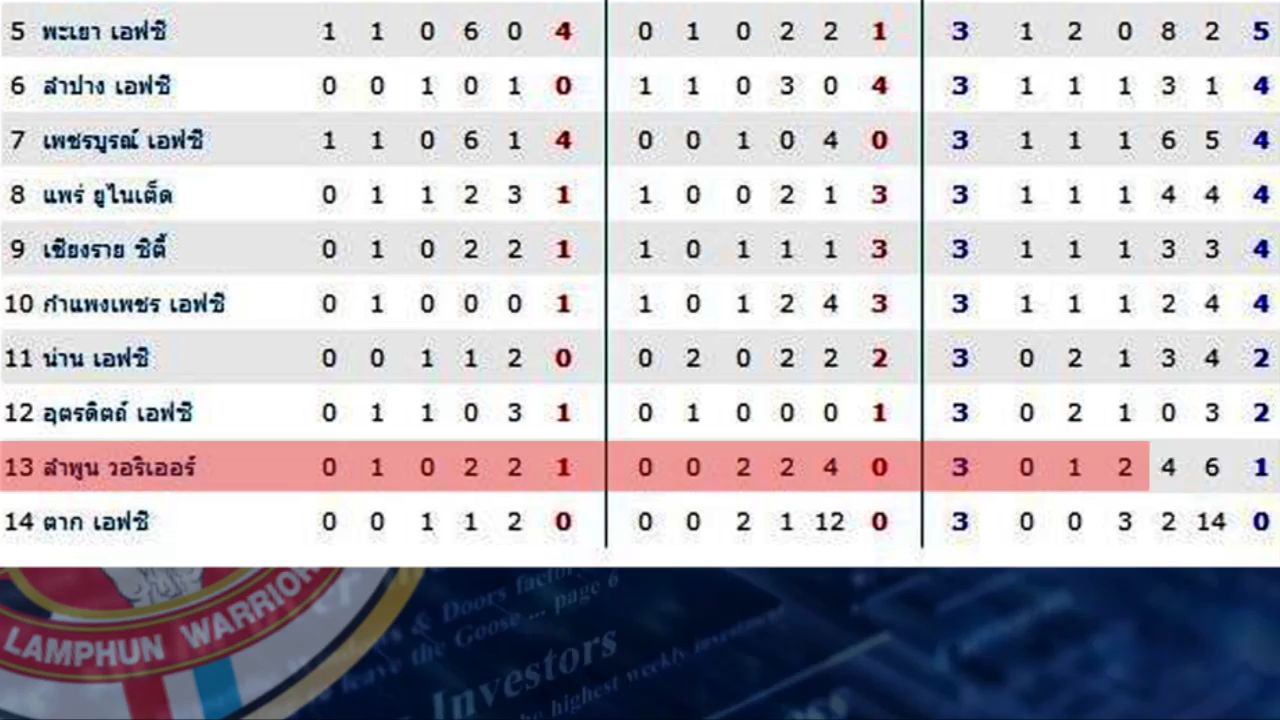 5 พะเยา เอฟซี 1 1 0 6 0 4 0 1 0 2 2 1 3 1 2 0 8 2 5
6 ลำปาง เอฟซี 0 0 1 0 1 0 1 1 0 3 0 4 3 1 1 1 3 1 4
7 เพชรบูรณ์ เอฟซี 1 1 0 6 1 4 0 0 1 0 4 0 3 1 1 1 6 5 4
8 แพร่ ยูไนเต็ด 0 1 1 2 3 1 1 0 0 2 1 3 3 1 1 1 4 4 4
9 เชียงราย ซิตี้ 0 1 0 2 2 1 1 0 1 1 1 3 3 1 1 1 3 3 4
10 กำแพงเพชร เอฟซี 0 1 0 0 0 1 1 0 1 2 4 3 3 1 1 1 2 4 4
11 น่าน เอฟซี 0 0 1 1 2 0 0 2 0 2 2 2 3 0 2 1 3 4 2
12 อุตรดิตถ์ เอฟซี 0 1 1 0 3 1 0 1 0 0 0 1 3 0 2 1 0 3 2
13 ลำพูน วอริเออร์ 0 1 0 2 2 1 0 0 2 2 4 0 3 0 1 2 4 6 1
14 ตาก เอฟซี 0 0 1 1 2 0 0 0 2 1 12 0 3 0 0 3 2 14 0
LAMPHUN WARRIOR
& Doors factor
leave the Goose ... page 6
Investors
he highest weekly investment